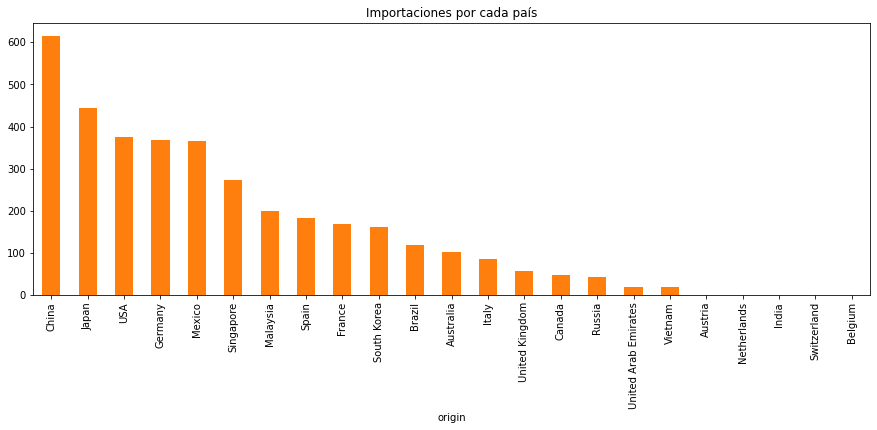 Importaciones por cada país
600
500
400
300
200
100
0
China
Japan
USA
Germany
Mexico
Singapore
Malaysia
Spain
France
South Korea
Brazil
Australia
Italy
United Kingdom
Canada
Russia
United Arab Emirates
Vietnam
Austria
Netherlands
India
Switzerland
Belgium
origin